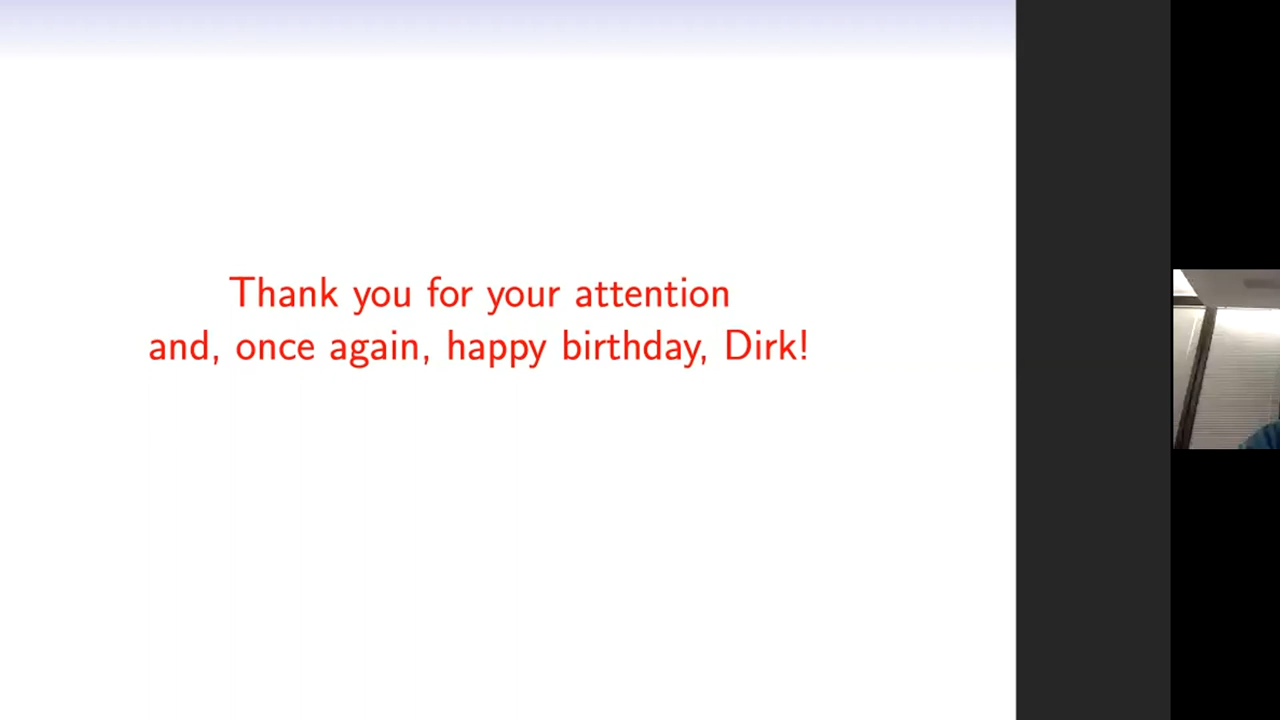 Thank you for your attention
and, once again, happy birthday, Dirk!